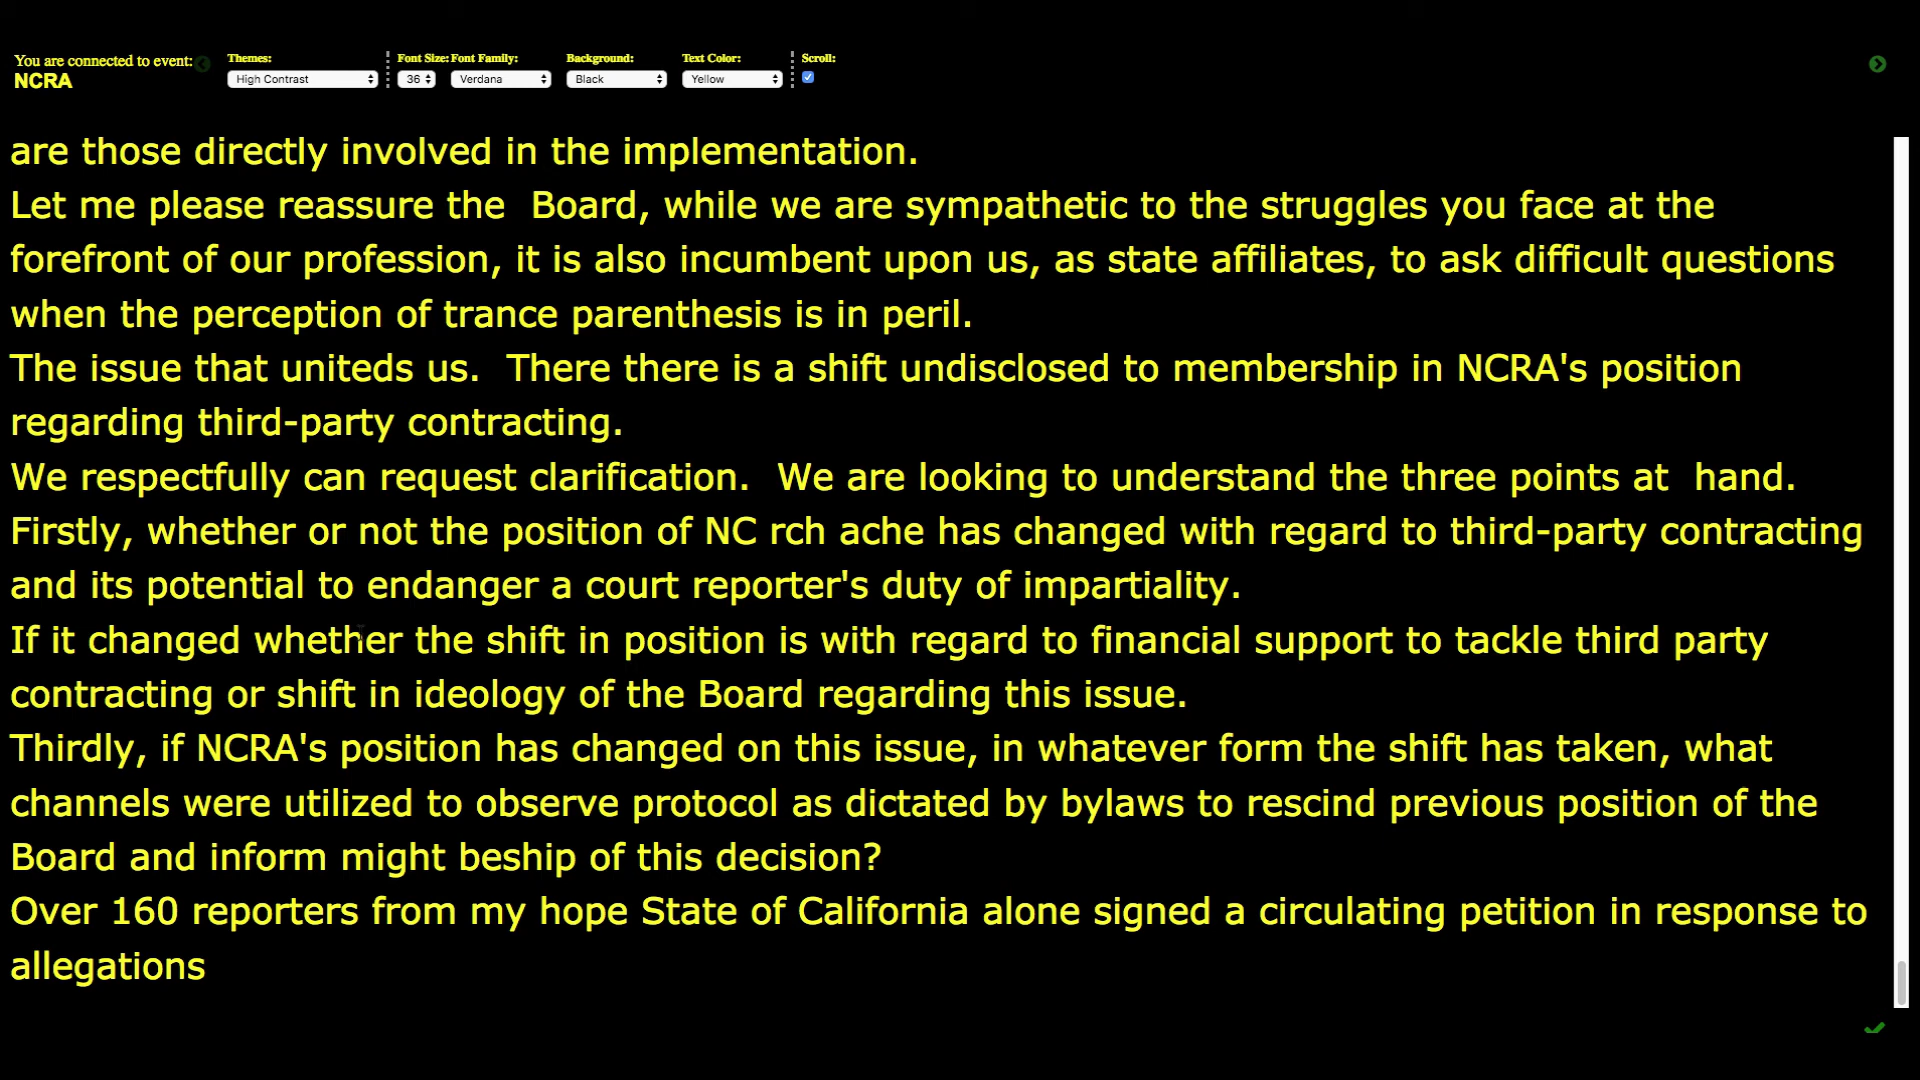 You are connected to event:
NCRA
Themes:
High Contrast
Font Size:
36
Font Family:
Verdana
Background:
Black
Text Color:
Yellow
Scroll:
are those directly involved in the implementation.
Let me please reassure the  Board, while we are sympathetic to the struggles you face at the
forefront of our profession, it is also incumbent upon us, as state affiliates, to ask difficult questions
when the perception of trance parenthesis is in peril.
The issue that uniteds us.  There there is a shift undisclosed to membership in NCRA's position
regarding third-party contracting.
We respectfully can request clarification.  We are looking to understand the three points at  hand.
Firstly, whether or not the position of NC rch ache has changed with regard to third-party contracting
and its potential to endanger a court reporter's duty of impartiality.
If it changed whether the shift in position is with regard to financial support to tackle third party
contracting or shift in ideology of the Board regarding this issue.
Thirdly, if NCRA's position has changed on this issue, in whatever form the shift has taken, what
channels were utilized to observe protocol as dictated by bylaws to rescind previous position of the
Board and inform might beship of this decision?
Over 160 reporters from my hope State of California alone signed a circulating petition in response to
allegations